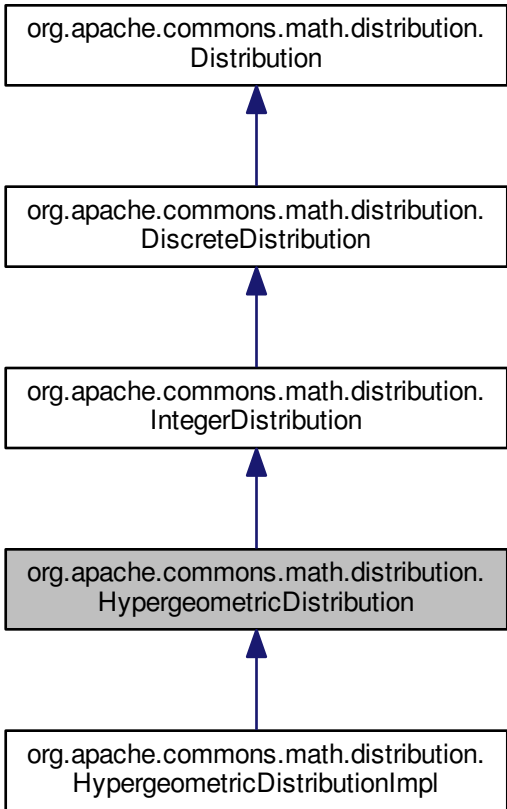 org.apache.commons.math.distribution.
Distribution
org.apache.commons.math.distribution.
DiscreteDistribution
org.apache.commons.math.distribution.
IntegerDistribution
org.apache.commons.math.distribution.
HypergeometricDistribution
org.apache.commons.math.distribution.
HypergeometricDistributionImpl